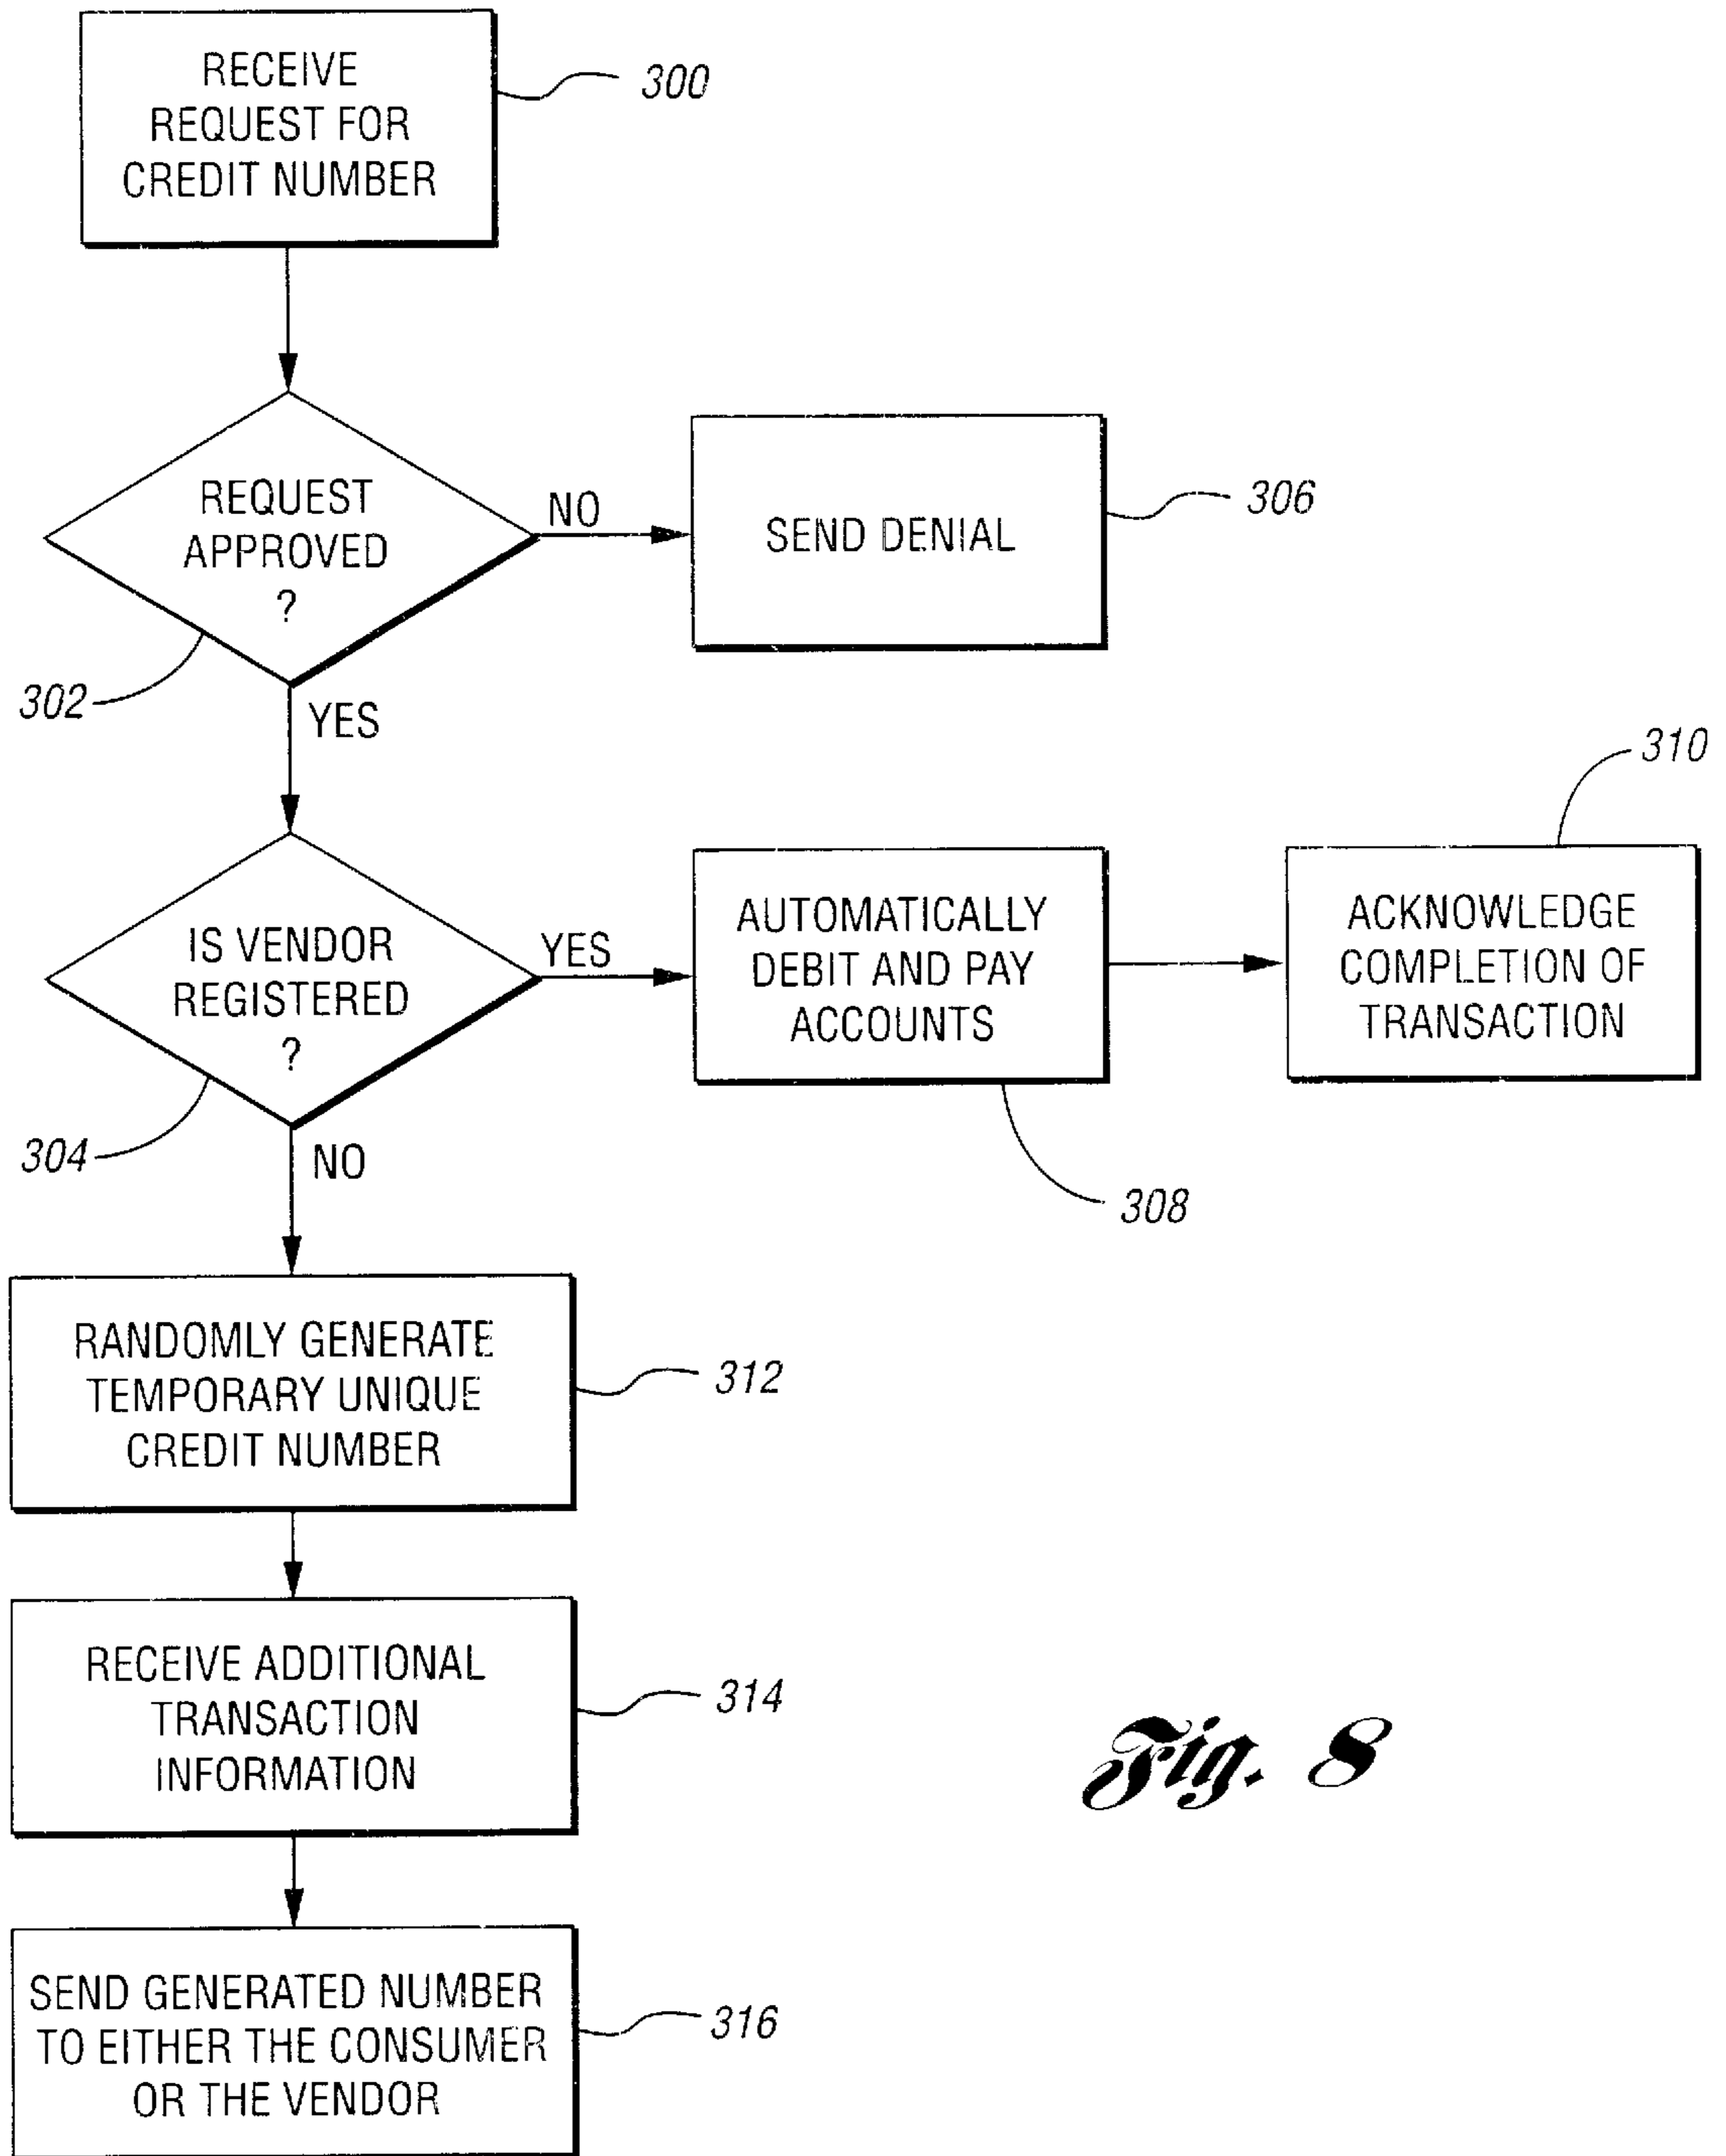 RECEIVE
REQUEST FOR
CREDIT NUMBER
300
REQUEST
APPROVED
?
302
NO
SEND DENIAL
306
YES
IS VENDOR
REGISTERED
?
304
YES
AUTOMATICALLY
DEBIT AND PAY
ACCOUNTS
308
ACKNOWLEDGE
COMPLETION OF
TRANSACTION
310
NO
RANDOMLY GENERATE
TEMPORARY UNIQUE
CREDIT NUMBER
312
RECEIVE ADDITIONAL
TRANSACTION
INFORMATION
314
SEND GENERATED NUMBER
TO EITHER THE CONSUMER
OR THE VENDOR
316
Fig. 8